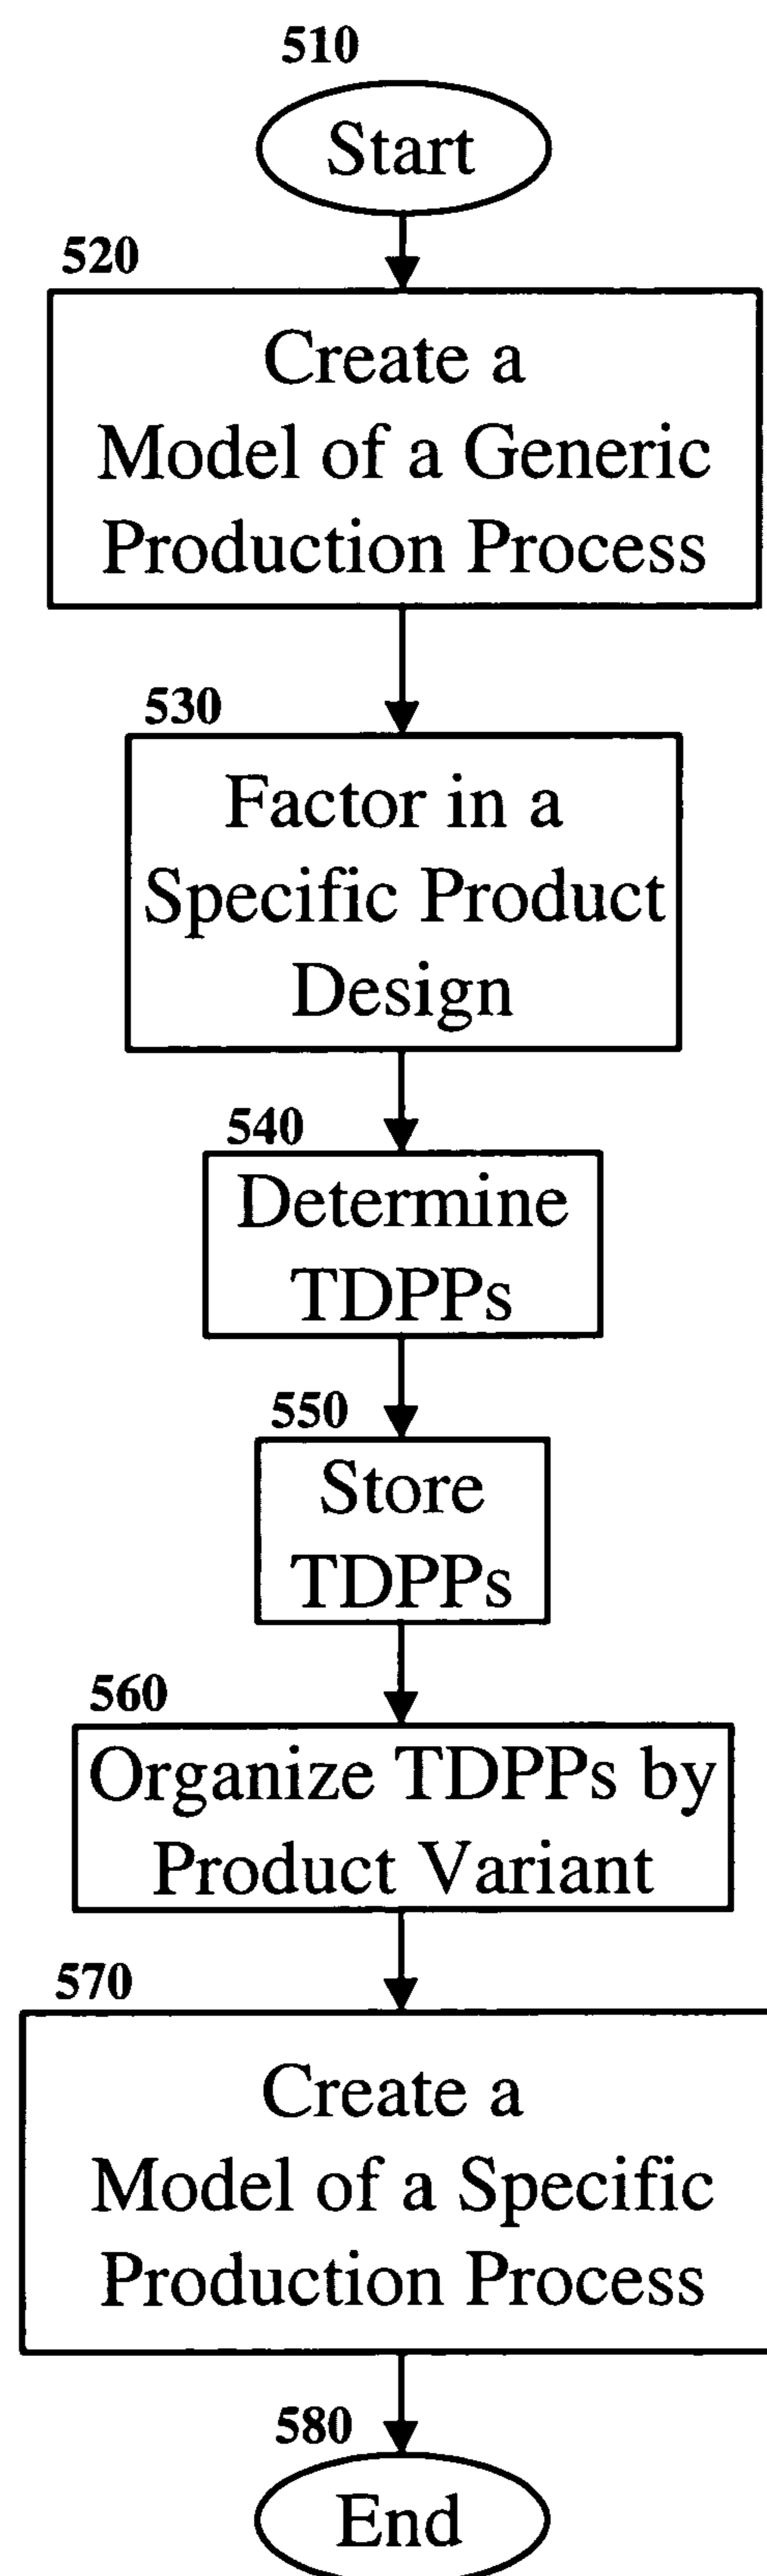 510
Start
520
Create a
Model of a Generic
Production Process
530
Factor in a
Specific Product
Design
540
Determine
TDPPs
550
Store
TDPPs
560
Organize TDPPs by
Product Variant
570
Create a
Model of a Specific
Production Process
580
End